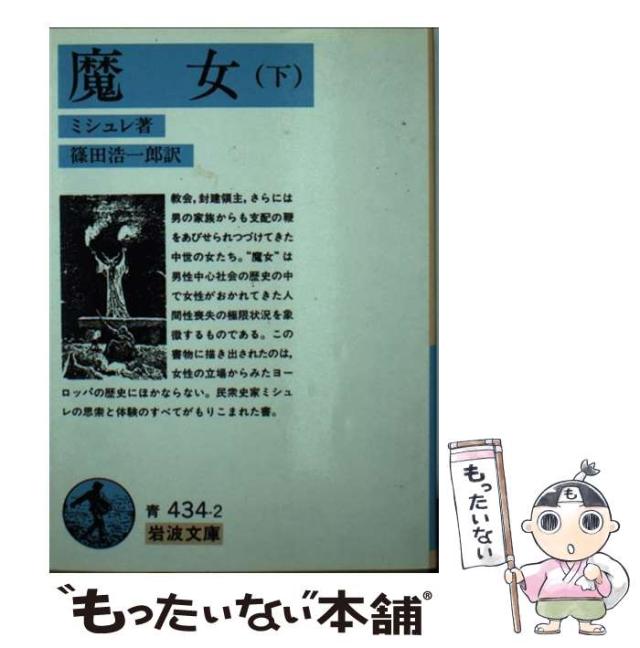 魔 女(下)
ミシュレ著
篠田浩一郎訳
教会,封建領主,さらには
男の家族からも支配の鞭
をあびせられつづけてきた
中世の女たち。“魔女”は
男性中心社会の歴史の中
で女性がおかれてきた人
間性喪失の極限状況を象
徴するものである。この
書物に描き出されたのは,
女性の立場からみたヨー
ロッパの歴史にほかならない。民衆史家ミシュ
レの思索と体験のすべてがもりこまれた書。
青 434-2
岩波文庫
もったいない
も
“もったいない”本舗®